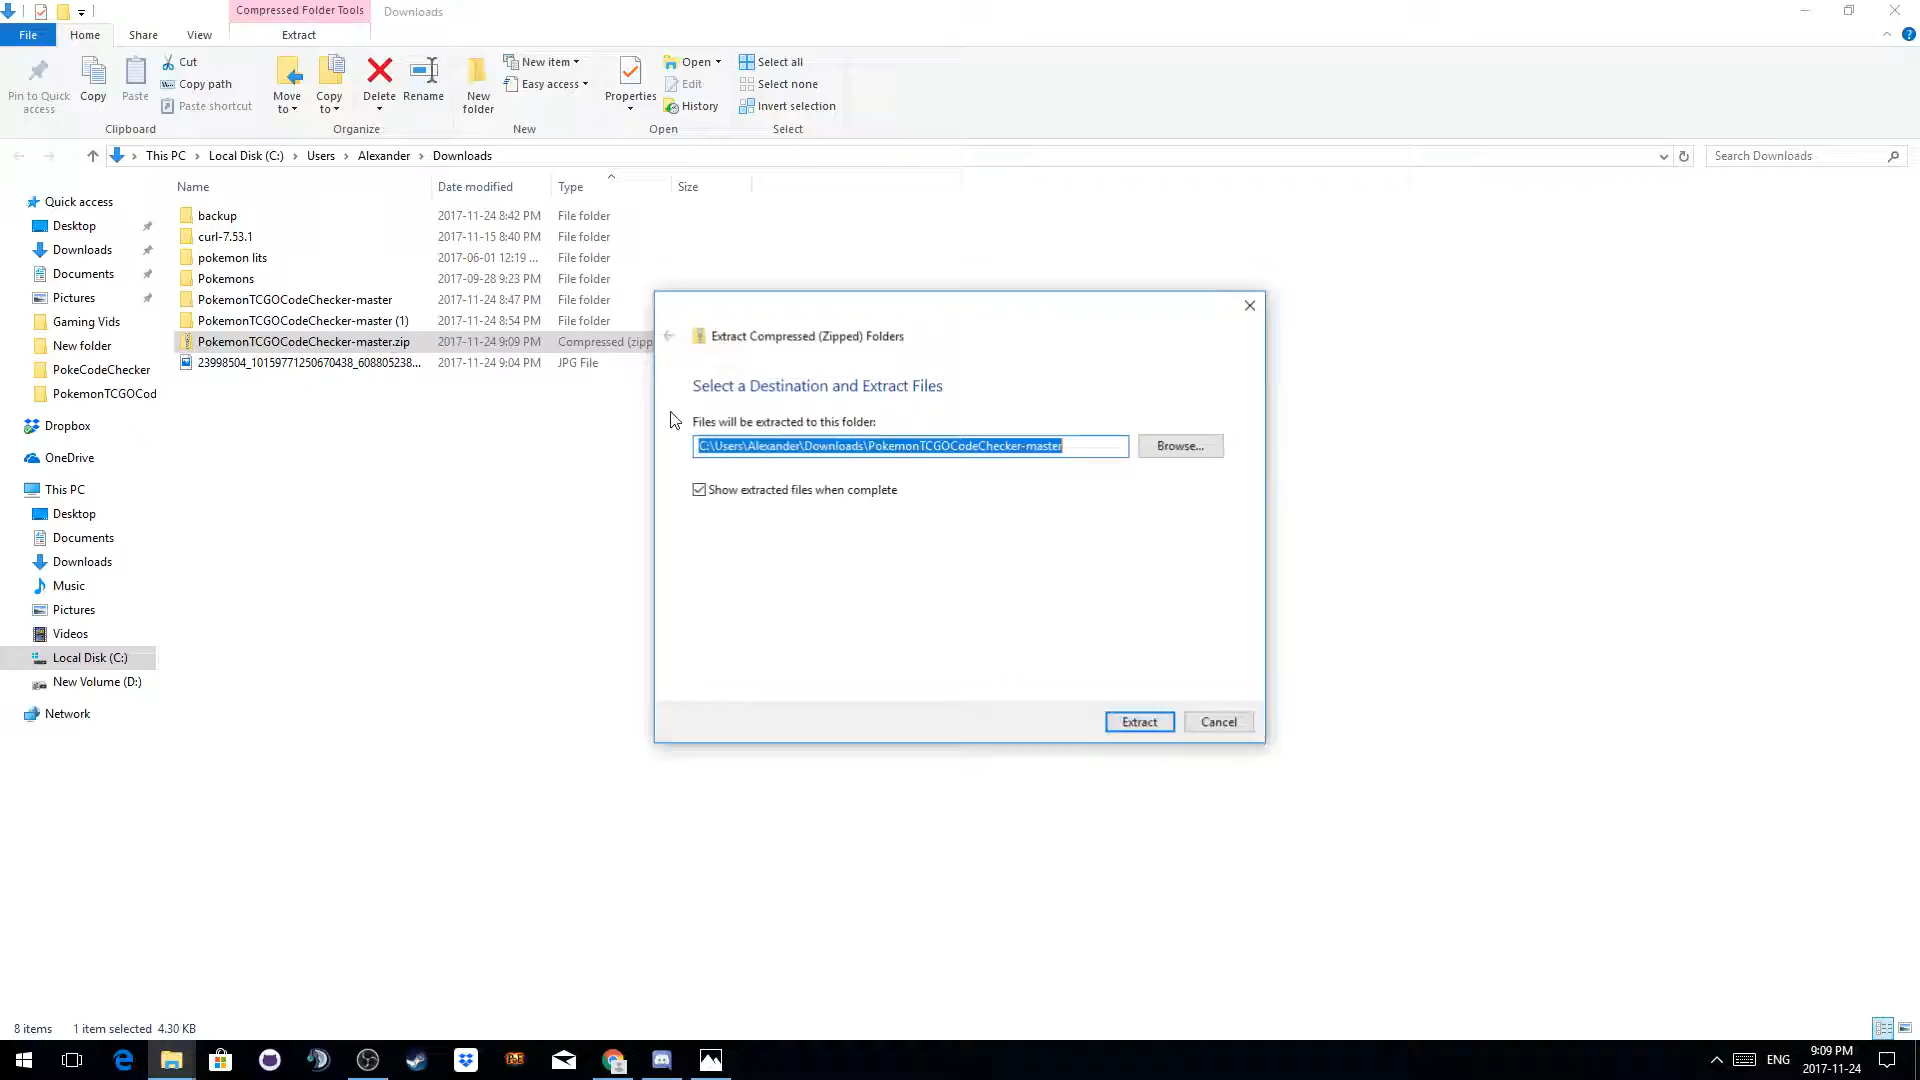 Compressed Folder Tools
Downloads
File
Home
Share
View
Extract
Pin to Quick access
Copy
Paste
Cut
Copy path
Paste shortcut
Clipboard
Move to
Copy to
Delete
Rename
Organize
New folder
New item
Easy access
New
Properties
Open
Edit
History
Open
Select all
Select none
Invert selection
Select
This PC > Local Disk (C:) > Users > Alexander > Downloads
Search Downloads
Name Date modified Type Size
backup 2017-11-24 8:42 PM File folder
curl-7.53.1 2017-11-15 8:40 PM File folder
pokemon lits 2017-06-01 12:19 ... File folder
Pokemons 2017-09-28 9:23 PM File folder
PokemonTCGOCodeChecker-master 2017-11-24 8:47 PM File folder
PokemonTCGOCodeChecker-master (1) 2017-11-24 8:54 PM File folder
PokemonTCGOCodeChecker-master.zip 2017-11-24 9:09 PM Compressed (zipp
23998504_10159771250670438_608805238... 2017-11-24 9:04 PM JPG File
Quick access
Desktop
Downloads
Documents
Pictures
Gaming Vids
New folder
PokeCodeChecker
PokemonTCGOCod
Dropbox
OneDrive
This PC
Desktop
Documents
Downloads
Music
Pictures
Videos
Local Disk (C:)
New Volume (D:)
Network
Extract Compressed (Zipped) Folders
Select a Destination and Extract Files
Files will be extracted to this folder:
C:\Users\Alexander\Downloads\PokemonTCGOCodeChecker-master
Browse...
Show extracted files when complete
Extract
Cancel
8 items 1 item selected 4.30 KB
ENG
9:09 PM
2017-11-24